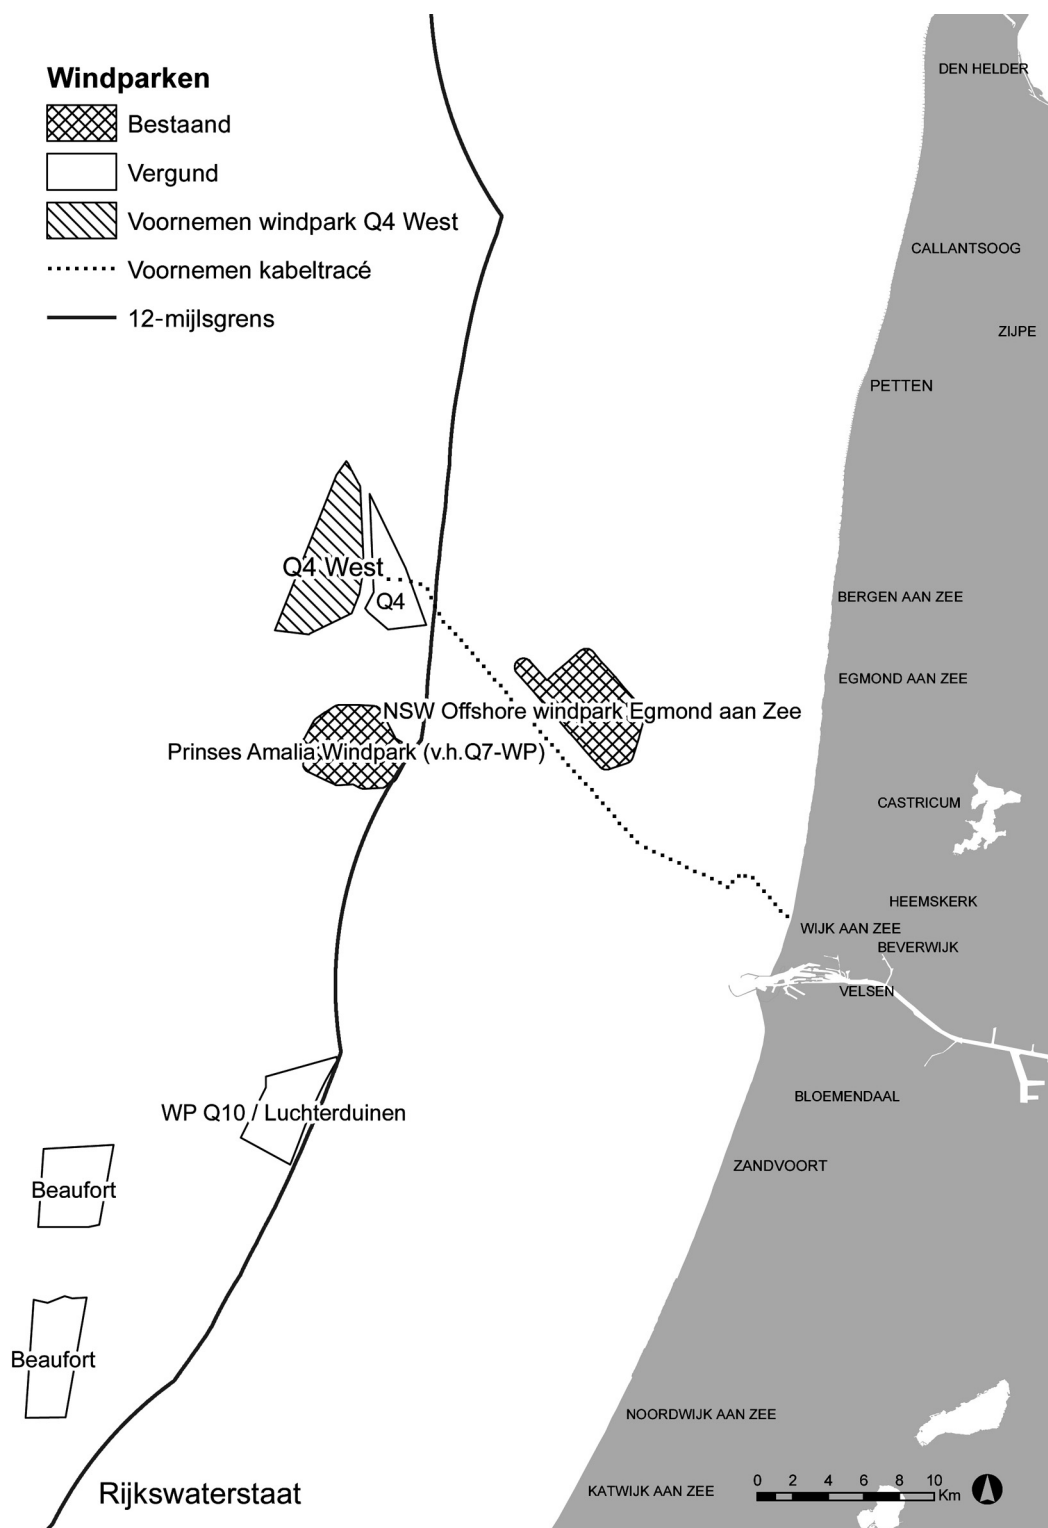 Windparken
Bestaand
Vergund
Voornemen windpark Q4 West
Voornemen kabeltracé
12-mijlsgrens
DEN HELDER
CALLANTSOOG
ZIJPE
PETTEN
Q4 West
Q4
BERGEN AAN ZEE
EGMOND AAN ZEE
NSW Offshore windpark Egmond aan Zee
Prinses Amalia Windpark (v.h.Q7-WP)
CASTRICUM
HEEMSKERK
WIJK AAN ZEE
BEVERWIJK
VELSEN
BLOEMENDAAL
WP Q10 / Luchterduinen
ZANDVOORT
Beaufort
Beaufort
NOORDWIJK AAN ZEE
KATWIJK AAN ZEE
0 2 4 6 8 10
Km
Rijkswaterstaat